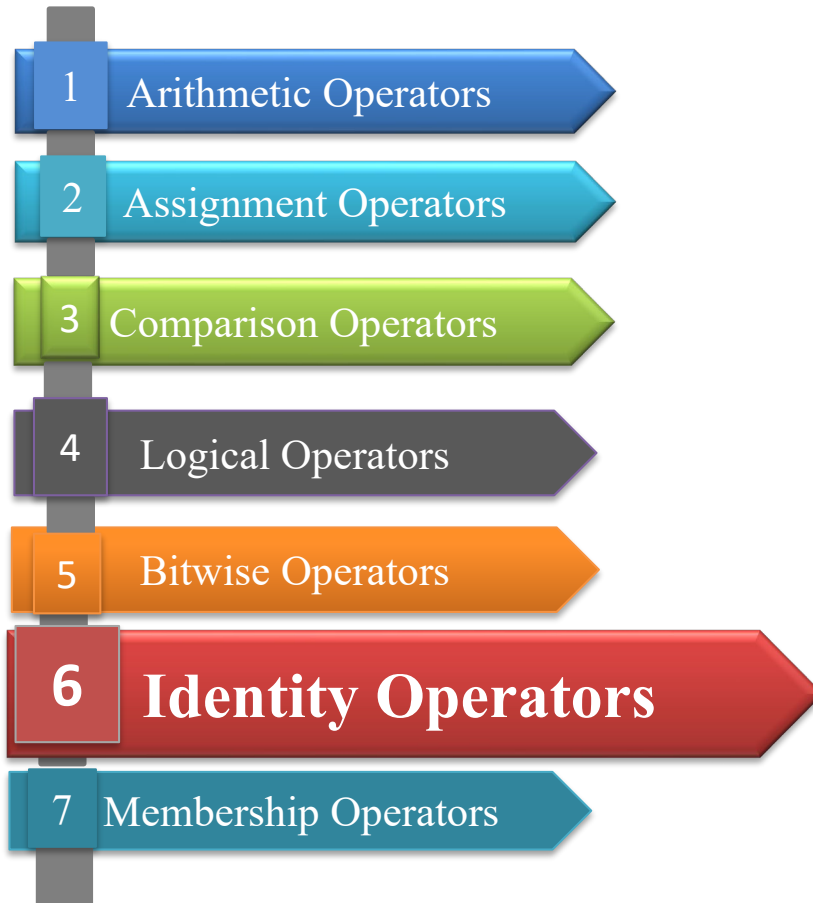 1 Arithmetic Operators
2 Assignment Operators
3 Comparison Operators
4 Logical Operators
5 Bitwise Operators
6 Identity Operators
7 Membership Operators